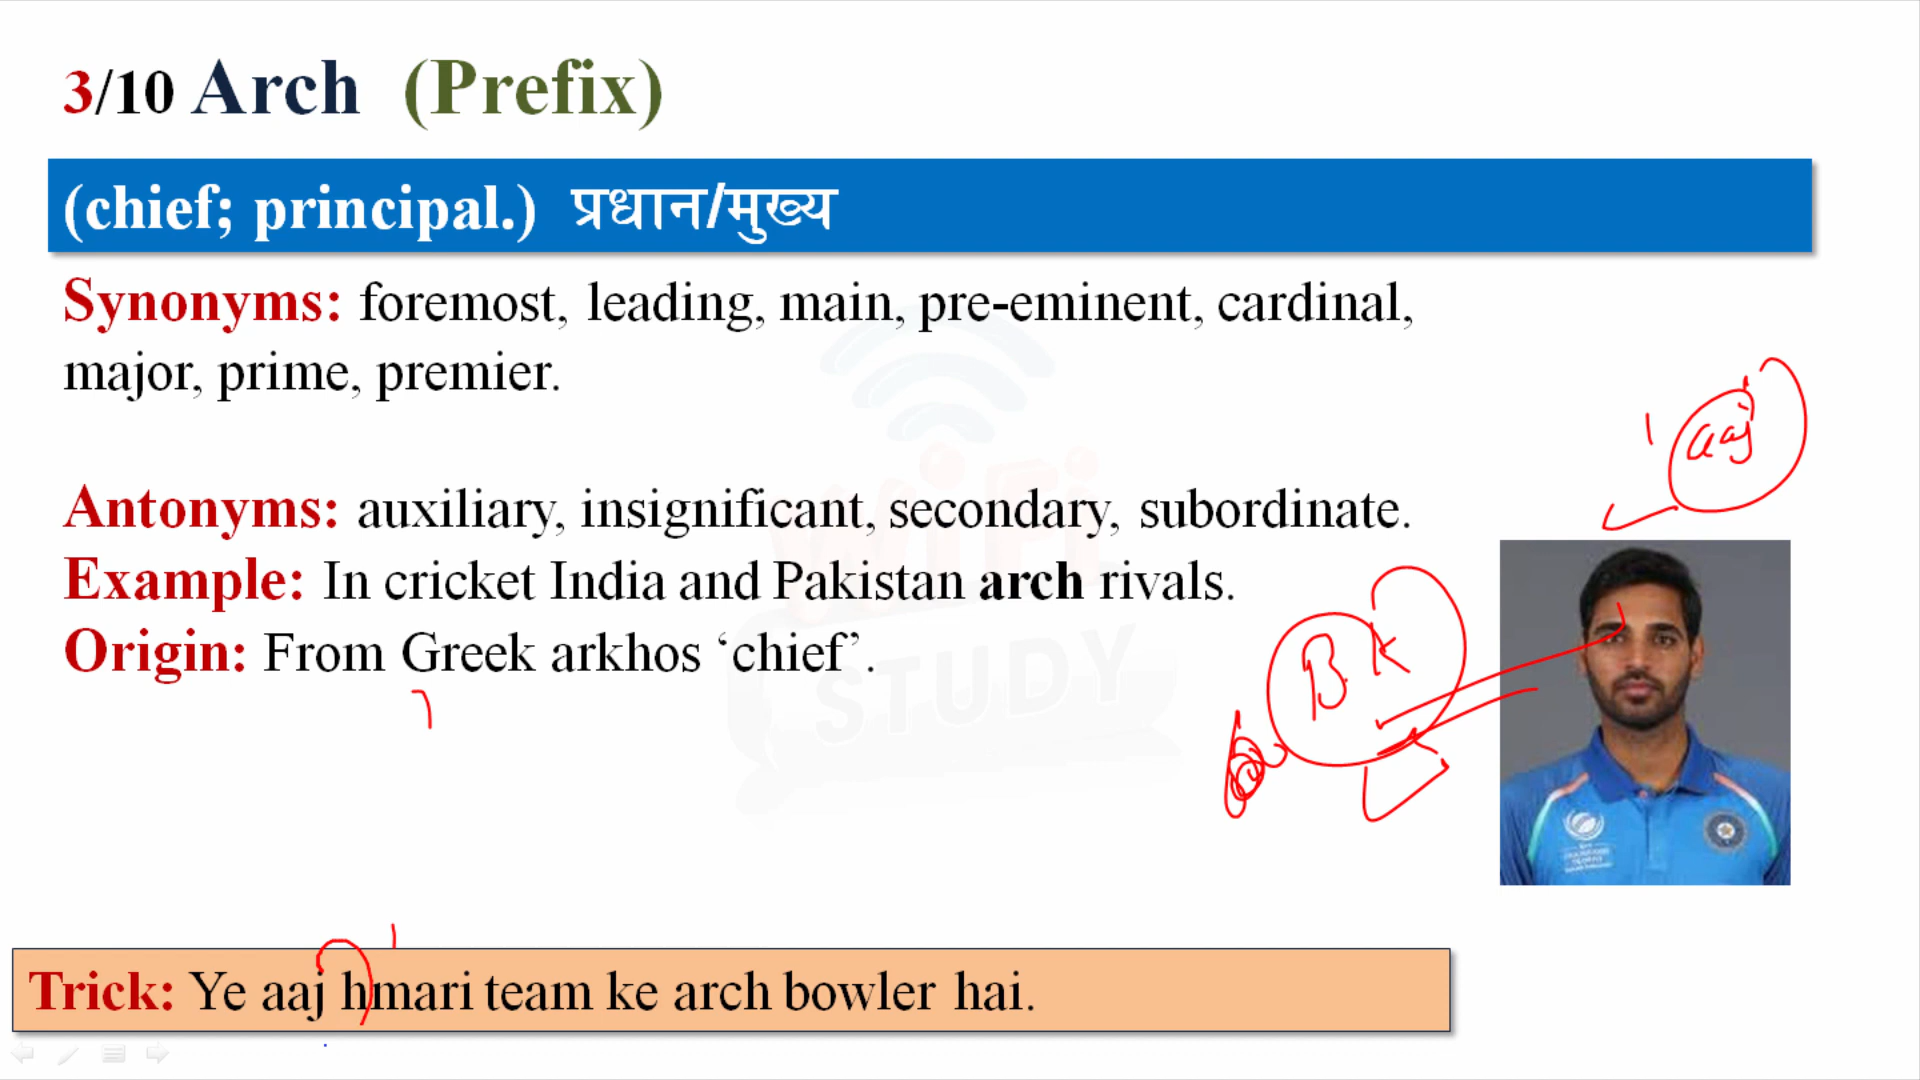 3/10 Arch (Prefix)
(chief; principal.) प्रधान/मुख्य
Synonyms: foremost, leading, main, pre-eminent, cardinal,
major, prime, premier.
aaj
Antonyms: auxiliary, insignificant, secondary, subordinate.
Example: In cricket India and Pakistan arch rivals.
Origin: From Greek arkhos ‘chief’.
B.K
WiFi
STUDY
Trick: Ye aaj hmari team ke arch bowler hai.